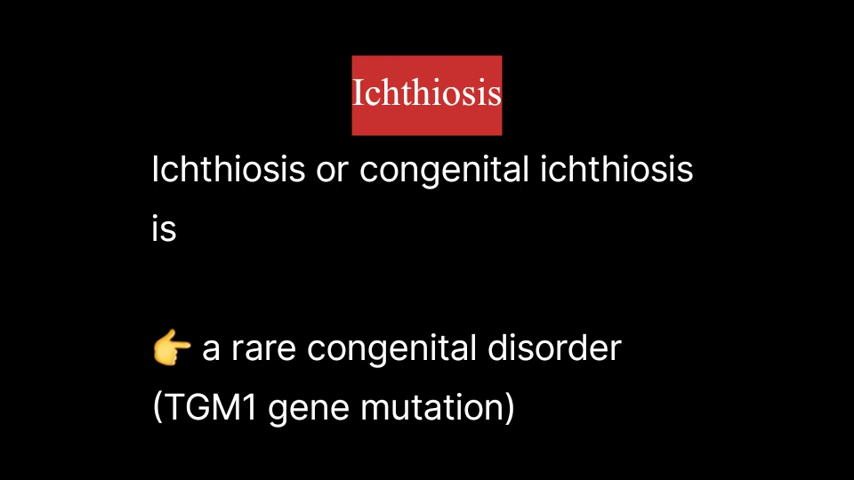 Ichthiosis
Ichthiosis or congenital ichthiosis
is
👉 a rare congenital disorder
(TGM1 gene mutation)